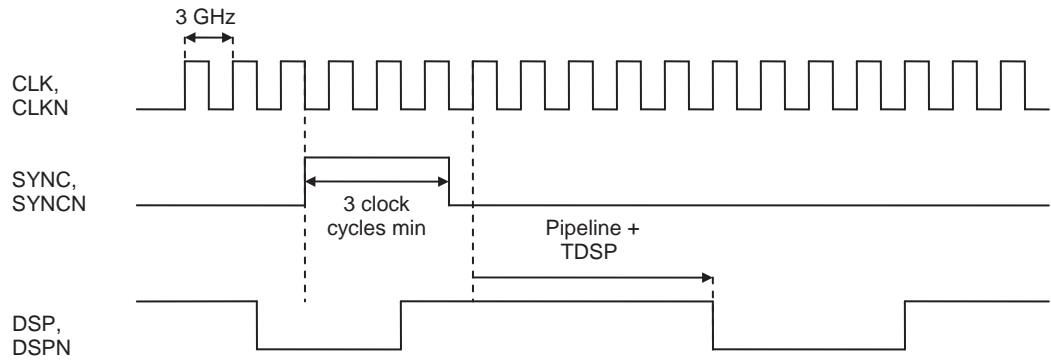 3 GHz
CLK,
CLKN
SYNC,
SYNCN
3 clock
cycles min
Pipeline +
TDSP
DSP,
DSPN